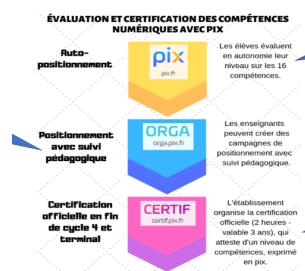 ÉVALUATION ET CERTIFICATION DES COMPÉTENCES
NUMÉRIQUES AVEC PIX
Auto-
positionnement
pix
pix.fr
Les élèves évaluent
en autonomie leur
niveau sur les 16
compétences.
Positionnement
avec suivi
pédagogique
ORGA
orga.pix.fr
Les enseignants
peuvent créer des
campagnes de
positionnement avec
suivi pédagogique.
Certification
officielle en fin
de cycle 4 et
terminal
CERTIF
certif.pix.fr
L'établissement
organise la certification
officielle (2 heures -
valable 3 ans), qui
atteste d'un niveau de
compétences, exprimé
en pix.